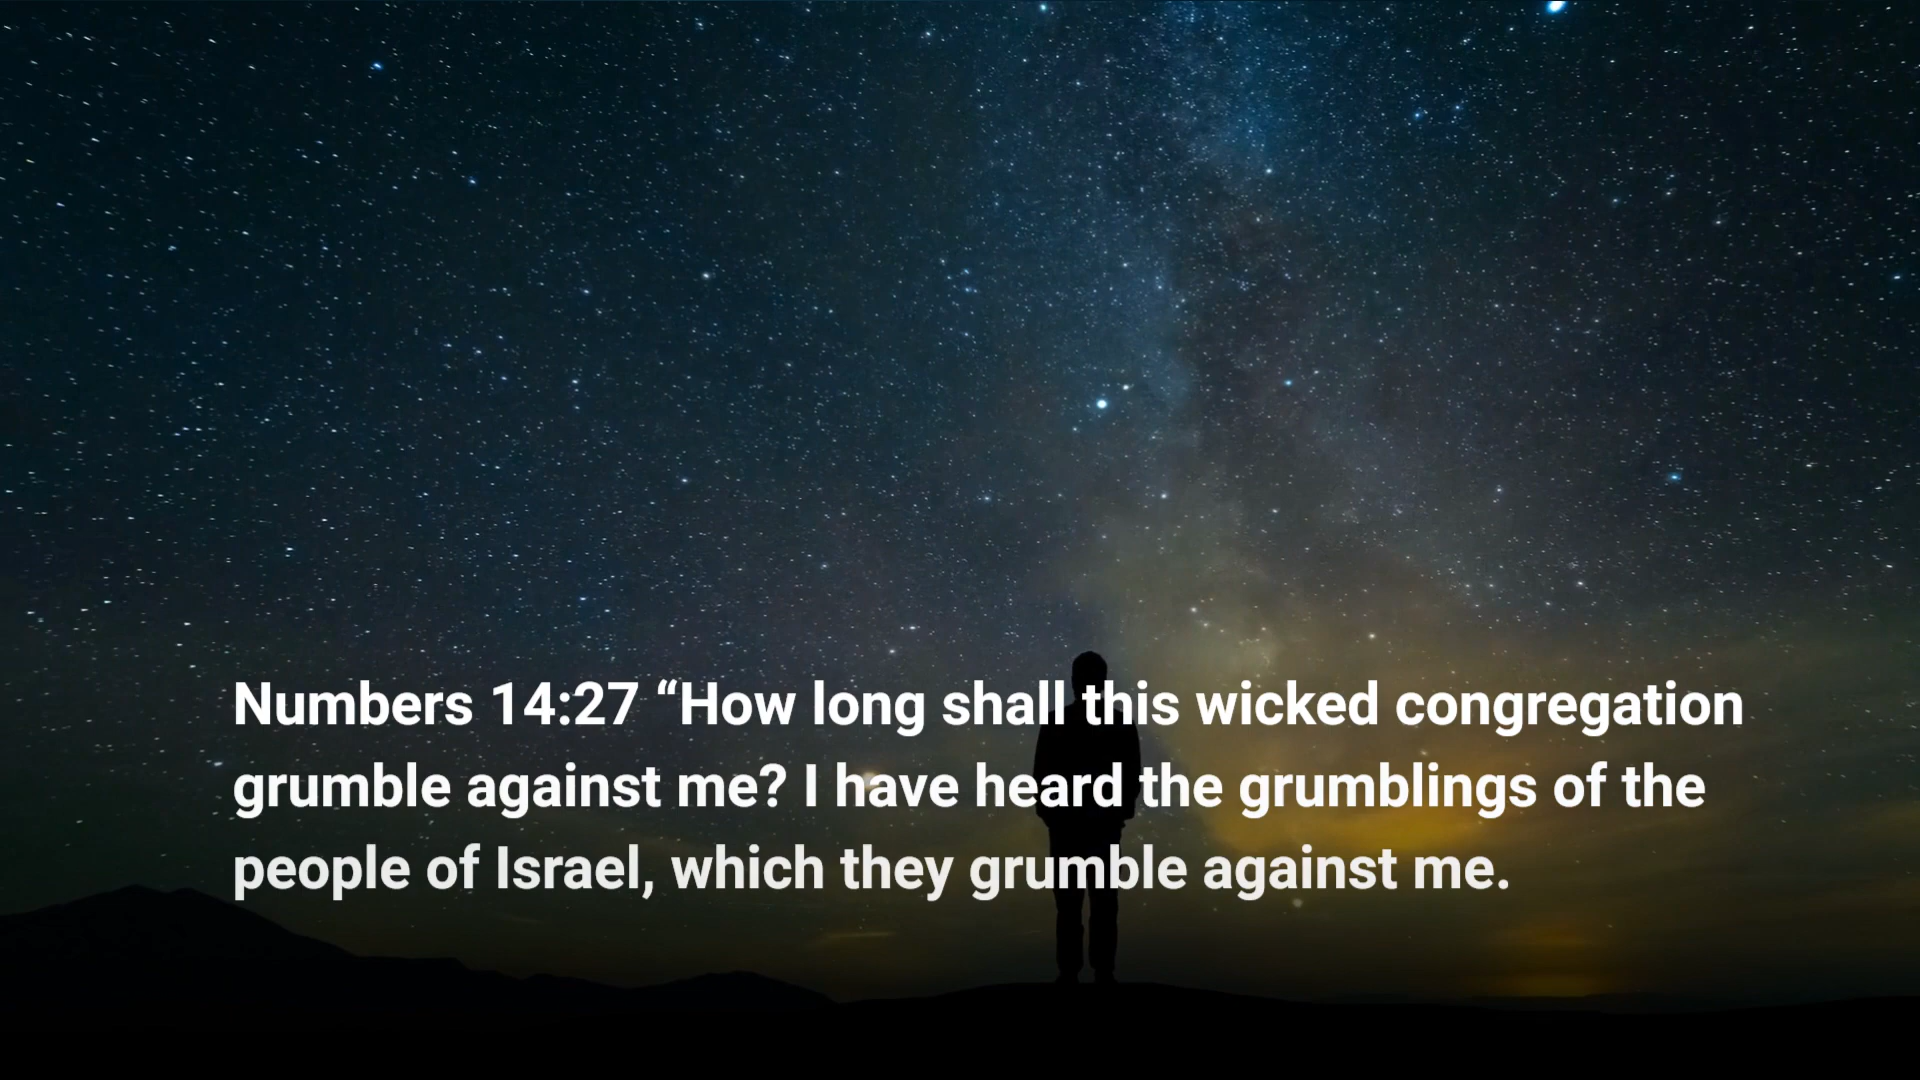 Numbers 14:27 “How long shall this wicked congregation
grumble against me? I have heard the grumblings of the
people of Israel, which they grumble against me.